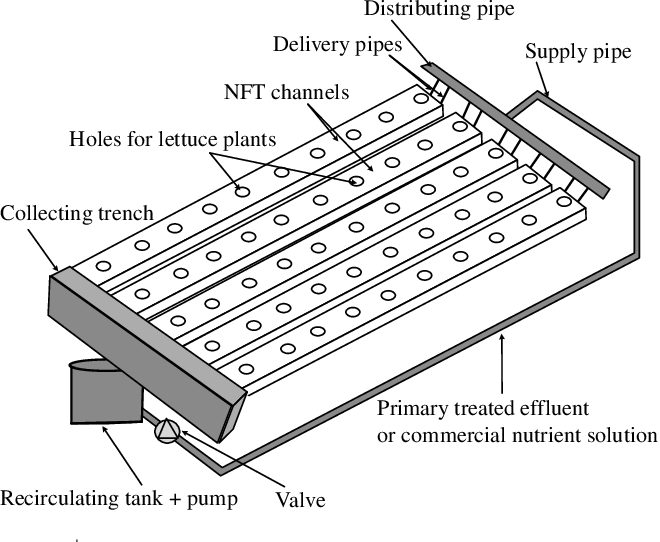 Distributing pipe
Delivery pipes
Supply pipe
NFT channels
Holes for lettuce plants
Collecting trench
Primary treated effluent
or commercial nutrient solution
Recirculating tank + pump
Valve